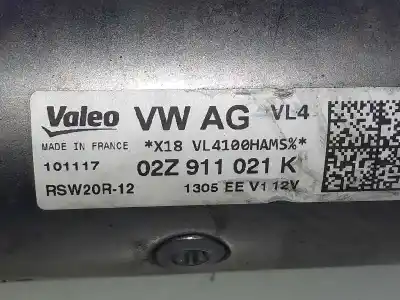 Valeo VW AG VL4
MADE IN FRANCE *X18 VL4100HAMS%*
101117 02Z 911 021 K
RSW20R-12 1305 EE V1 12V